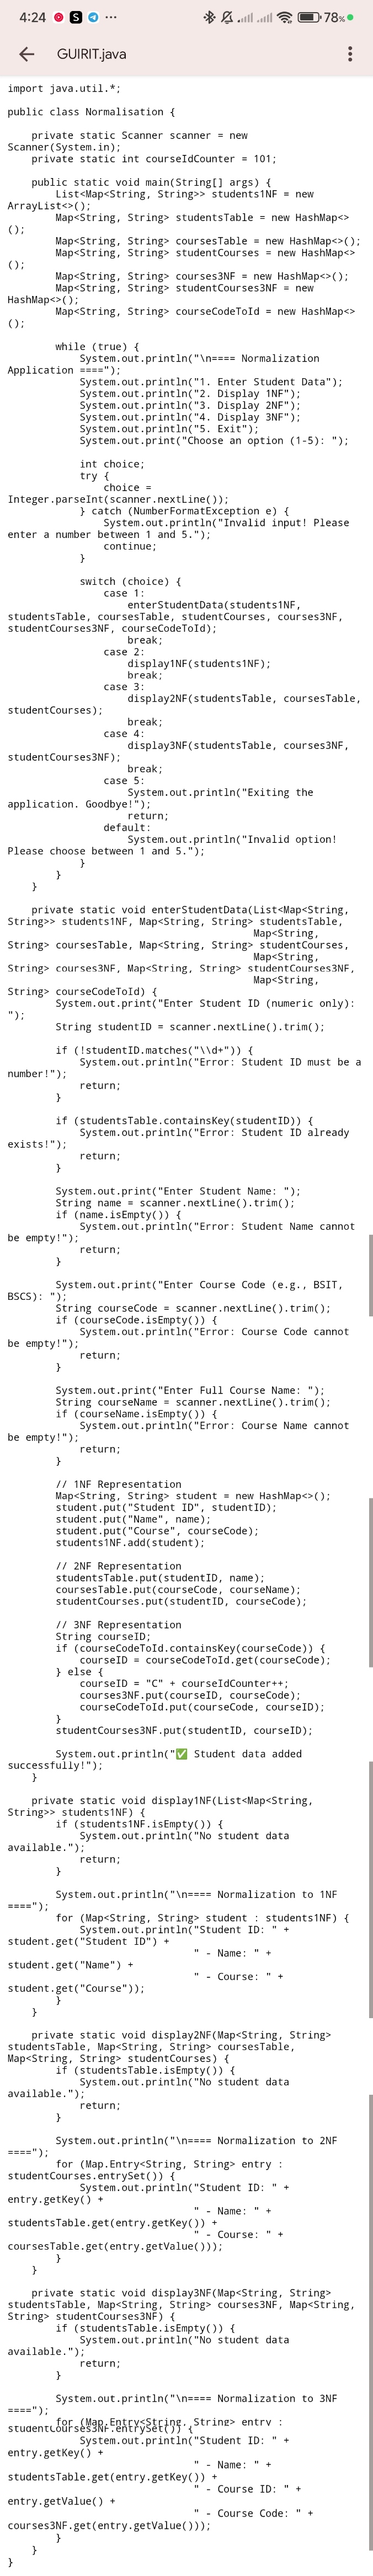 4:24 S ••• 78%
GUIRIT.java
import java.util.*;
public class Normalisation {
private static Scanner scanner = new
Scanner(System.in);
private static int courseIdCounter = 101;
public static void main(String[] args) {
List<Map<String, String>> students1NF = new
ArrayList<>();
Map<String, String> studentsTable = new HashMap<>
();
Map<String, String> coursesTable = new HashMap<>();
Map<String, String> studentCourses = new HashMap<>
();
Map<String, String> courses3NF = new HashMap<>();
Map<String, String> studentCourses3NF = new
HashMap<>();
Map<String, String> courseCodeToId = new HashMap<>
();
while (true) {
System.out.println("\n==== Normalization
Application ====");
System.out.println("1. Enter Student Data");
System.out.println("2. Display 1NF");
System.out.println("3. Display 2NF");
System.out.println("4. Display 3NF");
System.out.println("5. Exit");
System.out.print("Choose an option (1-5): ");
int choice;
try {
choice =
Integer.parseInt(scanner.nextLine());
} catch (NumberFormatException e) {
System.out.println("Invalid input! Please
enter a number between 1 and 5.");
continue;
}
switch (choice) {
case 1:
enterStudentData(students1NF,
studentsTable, coursesTable, studentCourses, courses3NF,
studentCourses3NF, courseCodeToId);
break;
case 2:
display1NF(students1NF);
break;
case 3:
display2NF(studentsTable, coursesTable,
studentCourses);
break;
case 4:
display3NF(studentsTable, courses3NF,
studentCourses3NF);
break;
case 5:
System.out.println("Exiting the
application. Goodbye!");
return;
default:
System.out.println("Invalid option!
Please choose between 1 and 5.");
}
}
}
private static void enterStudentData(List<Map<String,
String>> students1NF, Map<String, String> studentsTable,
Map<String,
String> coursesTable, Map<String, String> studentCourses,
Map<String,
String> courses3NF, Map<String, String> studentCourses3NF,
Map<String,
String> courseCodeToId) {
System.out.print("Enter Student ID (numeric only):
");
String studentID = scanner.nextLine().trim();
if (!studentID.matches("\\d+")) {
System.out.println("Error: Student ID must be a
number!");
return;
}
if (studentsTable.containsKey(studentID)) {
System.out.println("Error: Student ID already
exists!");
return;
}
System.out.print("Enter Student Name: ");
String name = scanner.nextLine().trim();
if (name.isEmpty()) {
System.out.println("Error: Student Name cannot
be empty!");
return;
}
System.out.print("Enter Course Code (e.g., BSIT,
BSCS): ");
String courseCode = scanner.nextLine().trim();
if (courseCode.isEmpty()) {
System.out.println("Error: Course Code cannot
be empty!");
return;
}
System.out.print("Enter Full Course Name: ");
String courseName = scanner.nextLine().trim();
if (courseName.isEmpty()) {
System.out.println("Error: Course Name cannot
be empty!");
return;
}
// 1NF Representation
Map<String, String> student = new HashMap<>();
student.put("Student ID", studentID);
student.put("Name", name);
student.put("Course", courseCode);
students1NF.add(student);
// 2NF Representation
studentsTable.put(studentID, name);
coursesTable.put(courseCode, courseName);
studentCourses.put(studentID, courseCode);
// 3NF Representation
String courseID;
if (courseCodeToId.containsKey(courseCode)) {
courseID = courseCodeToId.get(courseCode);
} else {
courseID = "C" + courseIdCounter++;
courses3NF.put(courseID, courseCode);
courseCodeToId.put(courseCode, courseID);
}
studentCourses3NF.put(studentID, courseID);
System.out.println("✅ Student data added
successfully!");
}
private static void display1NF(List<Map<String,
String>> students1NF) {
if (students1NF.isEmpty()) {
System.out.println("No student data
available.");
return;
}
System.out.println("\n==== Normalization to 1NF
====");
for (Map<String, String> student : students1NF) {
System.out.println("Student ID: " +
student.get("Student ID") +
" - Name: " +
student.get("Name") +
" - Course: " +
student.get("Course"));
}
}
private static void display2NF(Map<String, String>
studentsTable, Map<String, String> coursesTable,
Map<String, String> studentCourses) {
if (studentsTable.isEmpty()) {
System.out.println("No student data
available.");
return;
}
System.out.println("\n==== Normalization to 2NF
====");
for (Map.Entry<String, String> entry :
studentCourses.entrySet()) {
System.out.println("Student ID: " +
entry.getKey() +
" - Name: " +
studentsTable.get(entry.getKey()) +
" - Course: " +
coursesTable.get(entry.getValue()));
}
}
private static void display3NF(Map<String, String>
studentsTable, Map<String, String> courses3NF, Map<String,
String> studentCourses3NF) {
if (studentsTable.isEmpty()) {
System.out.println("No student data
available.");
return;
}
System.out.println("\n==== Normalization to 3NF
====");
for (Map.Entry<String, String> entry :
studentCourses3NF.entrySet()) {
System.out.println("Student ID: " +
entry.getKey() +
" - Name: " +
studentsTable.get(entry.getKey()) +
" - Course ID: " +
entry.getValue() +
" - Course Code: " +
courses3NF.get(entry.getValue()));
}
}
}